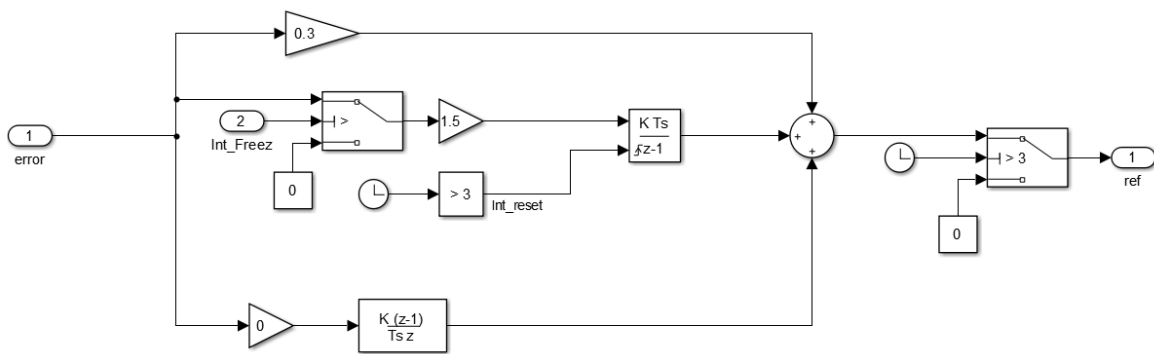 0.3
1
error
2
Int_Freez
>
0
1.5
> 3
Int_reset
K Ts
z-1
+
+
+
> 3
0
1
ref
0
K (z-1)
Ts z